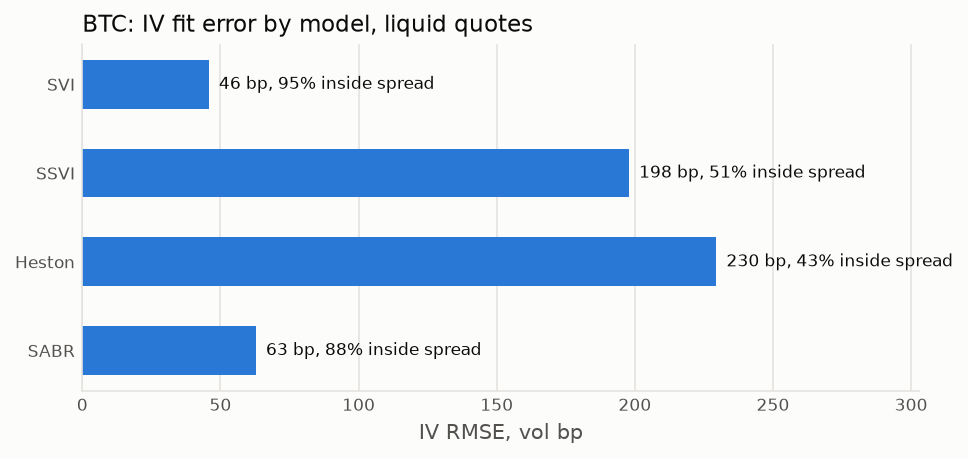 BTC: IV fit error by model, liquid quotes
SVI
46 bp, 95% inside spread
SSVI
198 bp, 51% inside spread
Heston
230 bp, 43% inside spread
SABR
63 bp, 88% inside spread
0 50 100 150 200 250 300
IV RMSE, vol bp